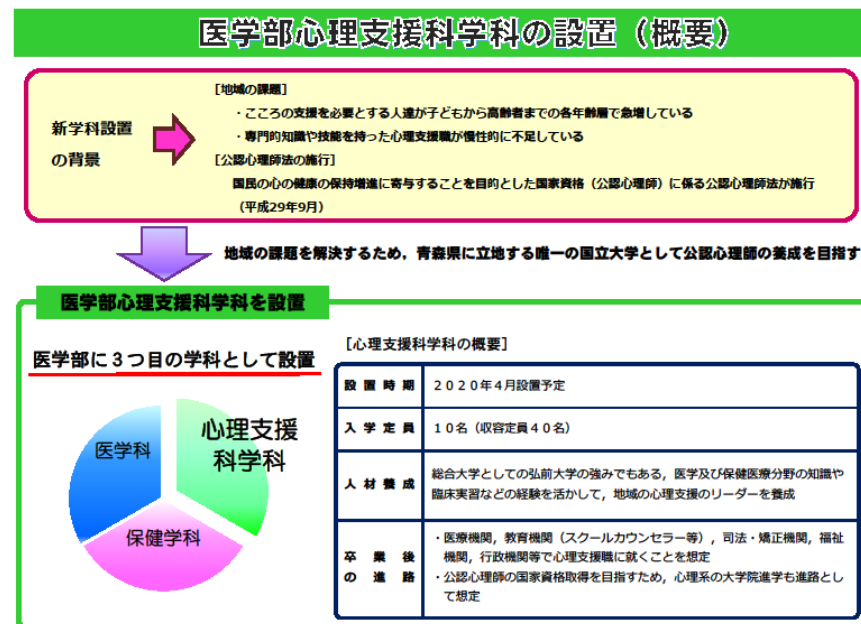 医学部心理支援科学科の設置（概要）
新学科設置
の背景
[地域の課題]
・こころの支援を必要とする人達が子どもから高齢者までの各年齢層で急増している
・専門的知識や技能を持った心理支援職が慢性的に不足している
[公認心理師法の施行]
国民の心の健康の保持増進に寄与することを目的とした国家資格（公認心理師）に係る公認心理師法が施行
（平成29年9月）
地域の課題を解決するため，青森県に立地する唯一の国立大学として公認心理師の養成を目指す
医学部心理支援科学科を設置
医学部に３つ目の学科として設置
医学科
心理支援
科学科
保健学科
[心理支援科学科の概要]
設置時期
２０２０年４月設置予定
入学定員
１０名（収容定員４０名）
人材養成
総合大学としての弘前大学の強みでもある，医学及び保健医療分野の知識や
臨床実習などの経験を活かして，地域の心理支援のリーダーを養成
卒業後
の進路
・医療機関，教育機関（スクールカウンセラー等），司法・矯正機関，福祉
機関，行政機関等で心理支援職に就くことを想定
・公認心理師の国家資格取得を目指すため，心理系の大学院進学も進路とし
て想定